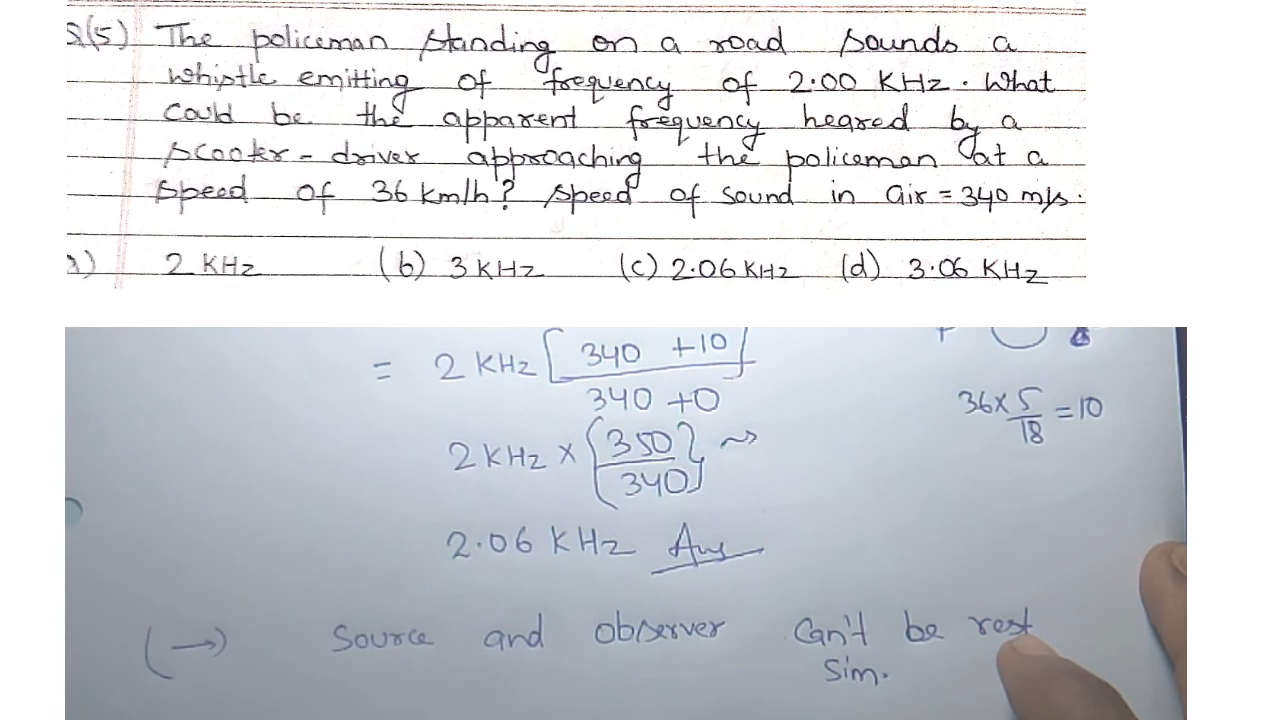 Q(5) The policeman standing on a road sounds a
whistle emitting of frequency of 2.00 KHz. What
could be the apparent frequency heared by a
scooter-driver approaching the policeman at a
speed of 36 Km/h? speed of sound in air = 340 m/s.
a) 2 KHz (b) 3 KHz (c) 2.06 KHz (d) 3.06 KHz
= 2 KHz [340 +10 / 340 +0]
36 × 5/18 = 10
2 KHz × {350/340}
2.06 KHz Ans
(→) Source and observer Can't be rest
Sim.